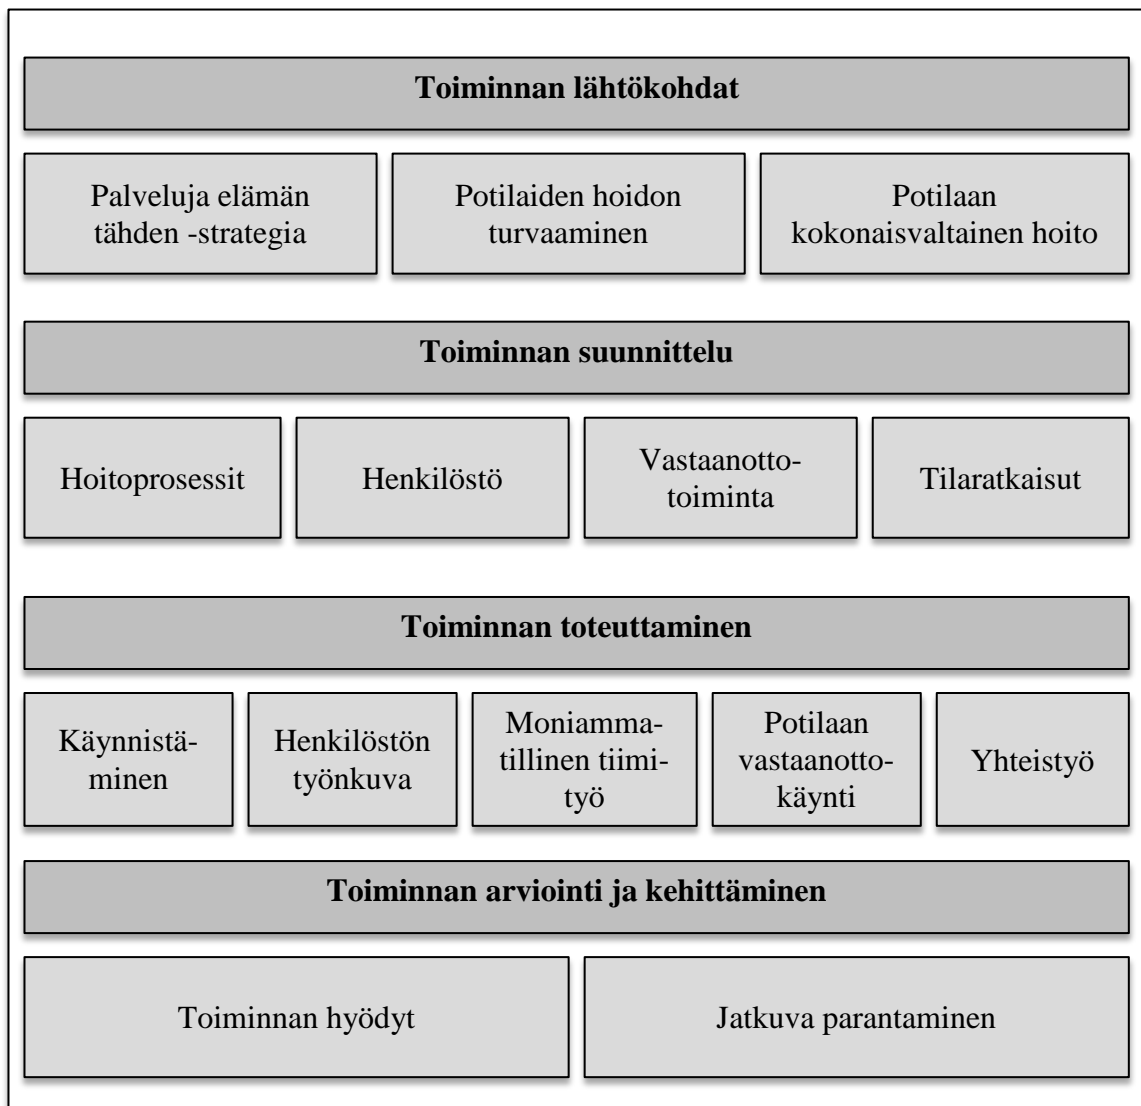 Toiminnan lähtökohdat
Palveluja elämän
tähden -strategia
Potilaiden hoidon
turvaaminen
Potilaan
kokonaisvaltainen hoito
Toiminnan suunnittelu
Hoitoprosessit
Henkilöstö
Vastaanotto-
toiminta
Tilaratkaisut
Toiminnan toteuttaminen
Käynnistä-
minen
Henkilöstön
työnkuva
Moniamma-
tillinen tiimi-
työ
Potilaan
vastaanotto-
käynti
Yhteistyö
Toiminnan arviointi ja kehittäminen
Toiminnan hyödyt
Jatkuva parantaminen